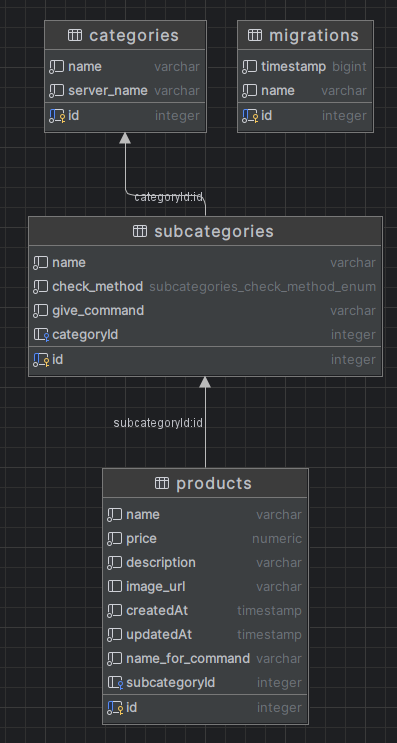 categories
name varchar
server_name varchar
id integer
migrations
timestamp bigint
name varchar
id integer
categoryId:id
subcategories
name varchar
check_method subcategories_check_method_enum
give_command varchar
categoryId integer
id integer
subcategoryId:id
products
name varchar
price numeric
description varchar
image_url varchar
createdAt timestamp
updatedAt timestamp
name_for_command varchar
subcategoryId integer
id integer